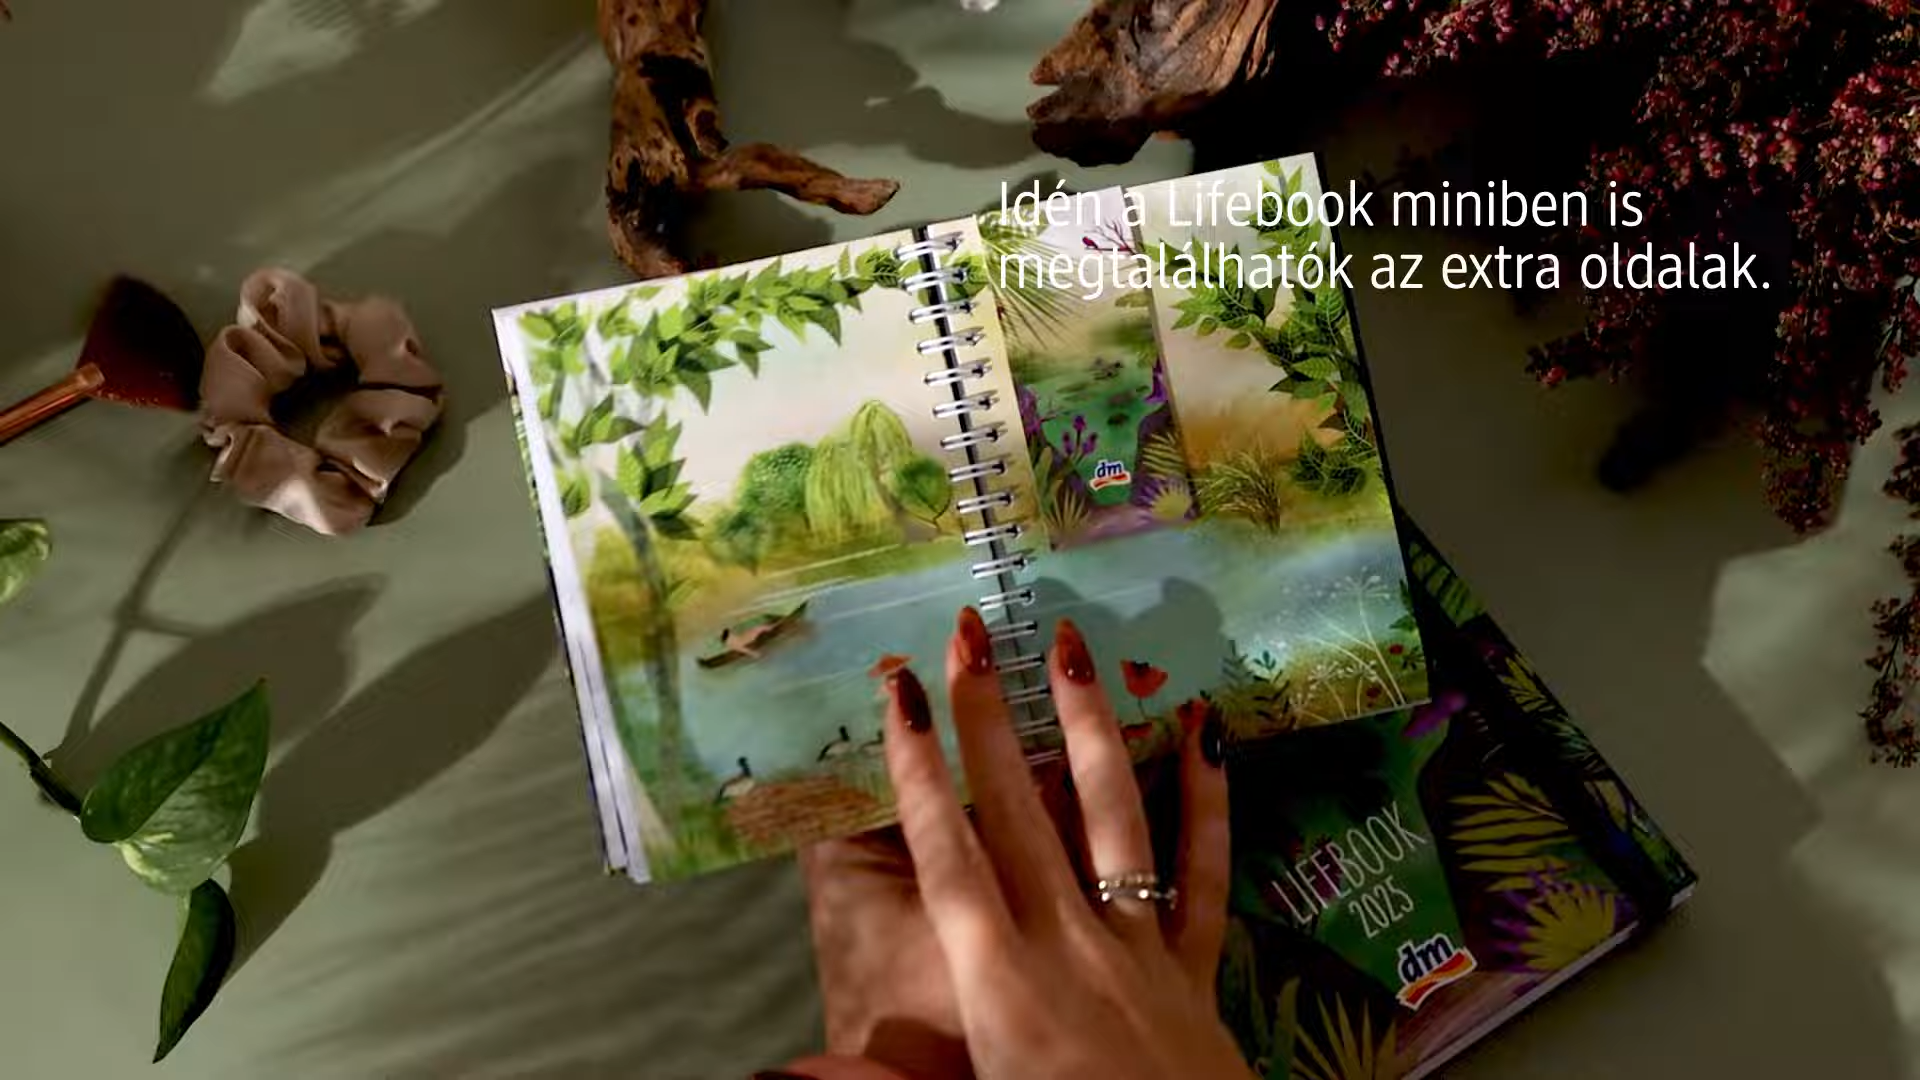 Idén a Lifebook miniben is
megtalálhatók az extra oldalak.
dm
LIFEBOOK
2025
dm